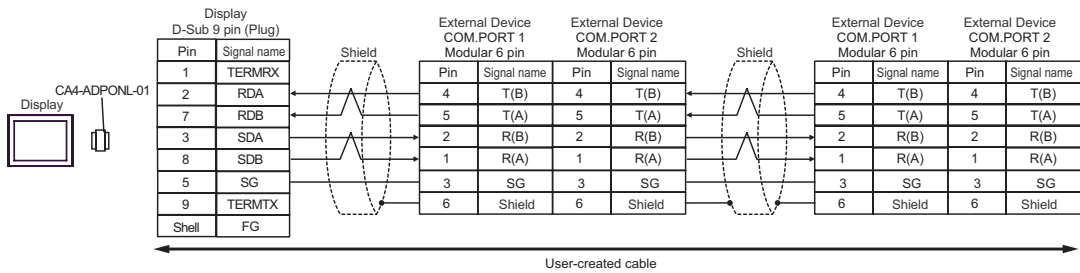 Display
D-Sub 9 pin (Plug)
External Device
COM.PORT 1
Modular 6 pin
External Device
COM.PORT 2
Modular 6 pin
External Device
COM.PORT 1
Modular 6 pin
External Device
COM.PORT 2
Modular 6 pin
Shield
Shield
CA4-ADPONL-01
Display
Pin Signal name
1 TERMRX
2 RDA
7 RDB
3 SDA
8 SDB
5 SG
9 TERMTX
Shell FG
Pin Signal name Pin Signal name
4 T(B) 4 T(B)
5 T(A) 5 T(A)
2 R(B) 2 R(B)
1 R(A) 1 R(A)
3 SG 3 SG
6 Shield 6 Shield
Pin Signal name Pin Signal name
4 T(B) 4 T(B)
5 T(A) 5 T(A)
2 R(B) 2 R(B)
1 R(A) 1 R(A)
3 SG 3 SG
6 Shield 6 Shield
User-created cable